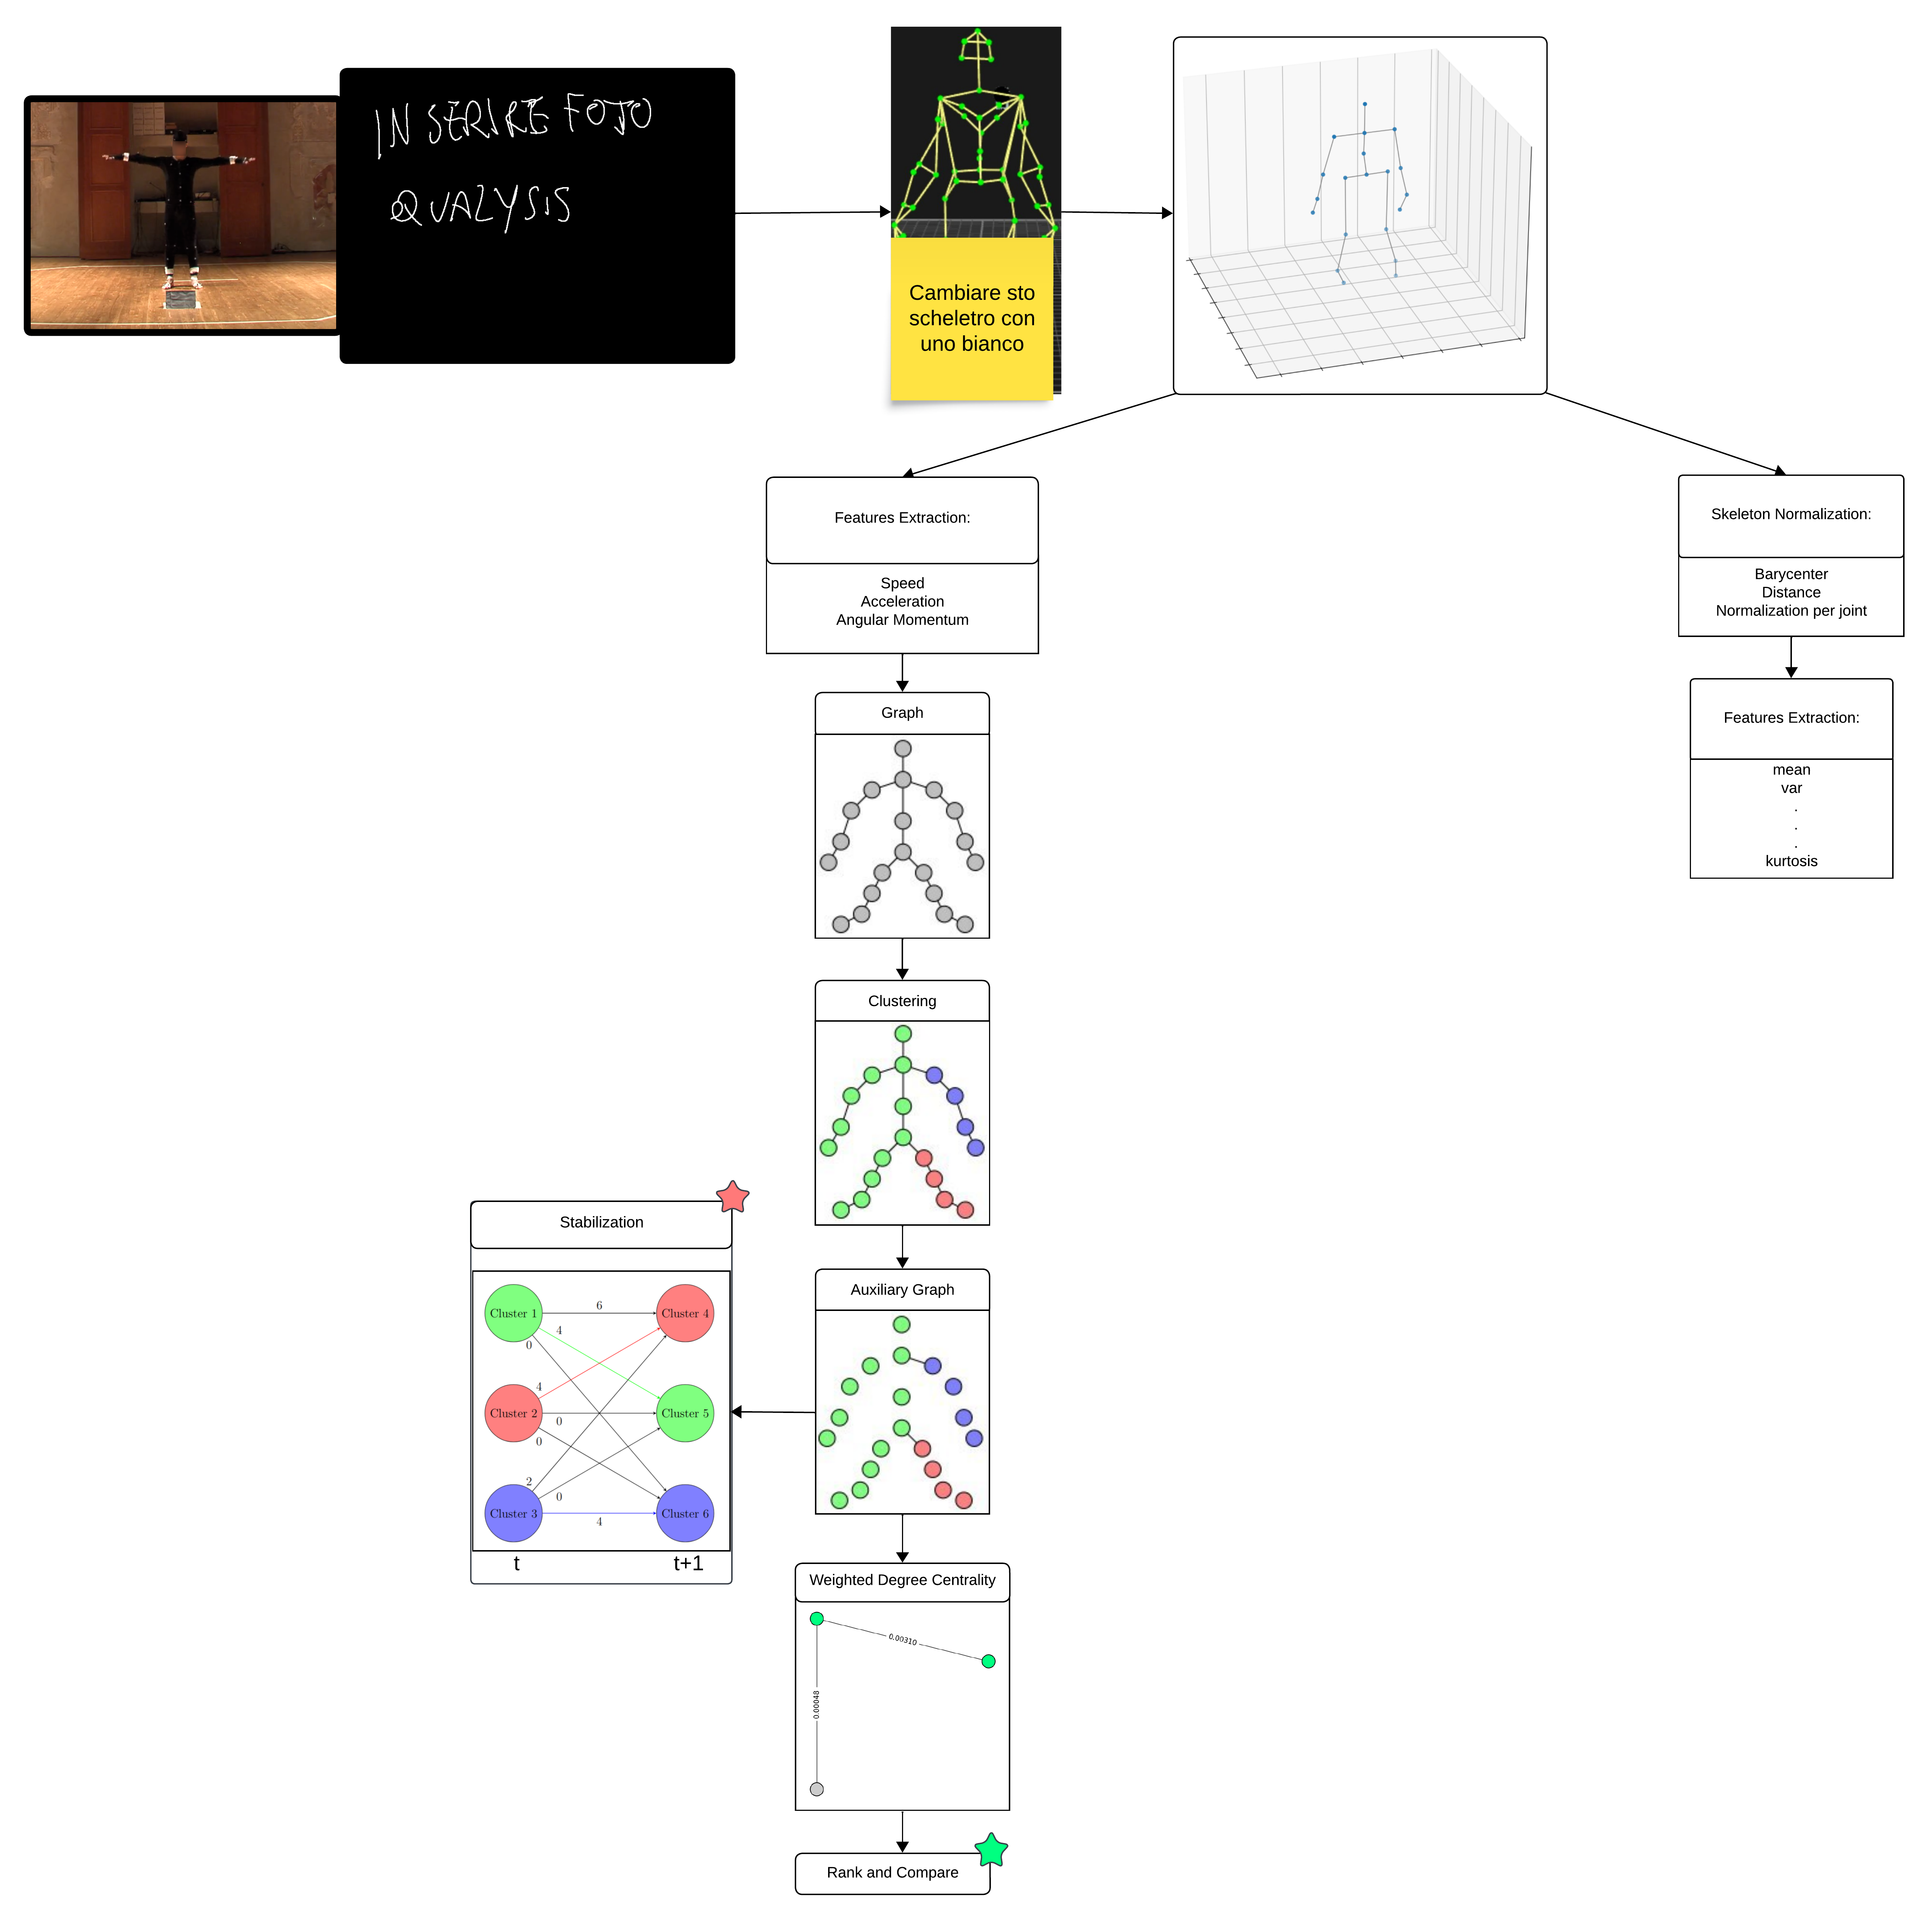 IN SERIRE FOTO
QUALYSIS
Cambiare sto
scheletro con
uno bianco
Features Extraction:
Speed
Acceleration
Angular Momentum
Skeleton Normalization:
Barycenter
Distance
Normalization per joint
Features Extraction:
mean
var
.
.
.
kurtosis
Graph
Clustering
Stabilization
Cluster 1
6
Cluster 4
4
0
4
Cluster 2
0
Cluster 5
0
2
0
Cluster 3
4
Cluster 6
t
t+1
Auxiliary Graph
Weighted Degree Centrality
0.00310
0.00048
Rank and Compare